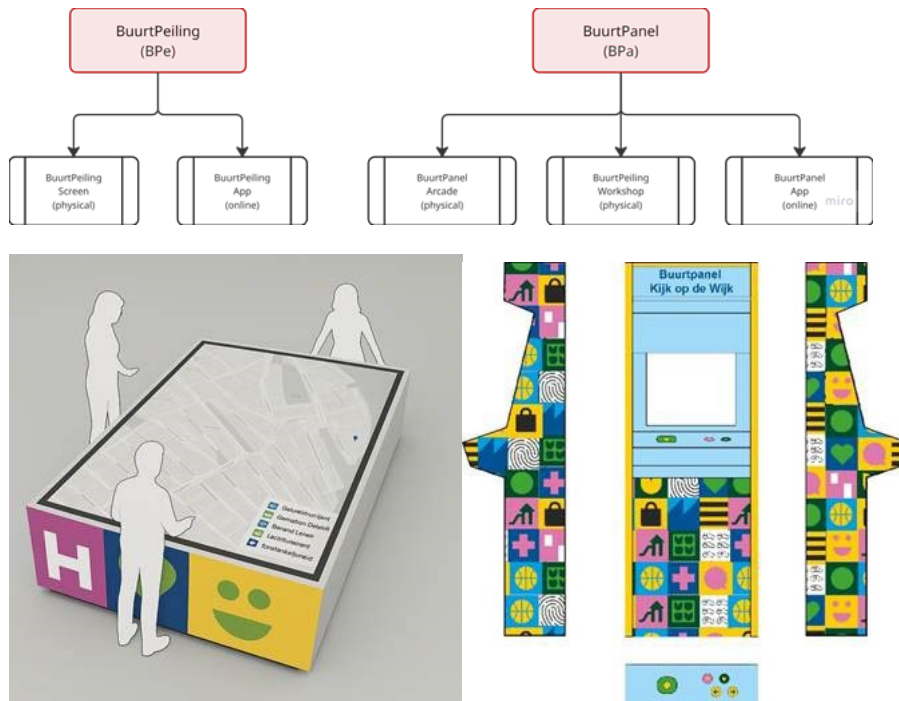 BuurtPeiling
(BPe)
BuurtPanel
(BPa)
BuurtPeiling
Screen
(physical)
BuurtPeiling
App
(online)
BuurtPanel
Arcade
(physical)
BuurtPeiling
Workshop
(physical)
BuurtPanel
App
(online)
miro
Buurtpanel
Kijk op de Wijk
H